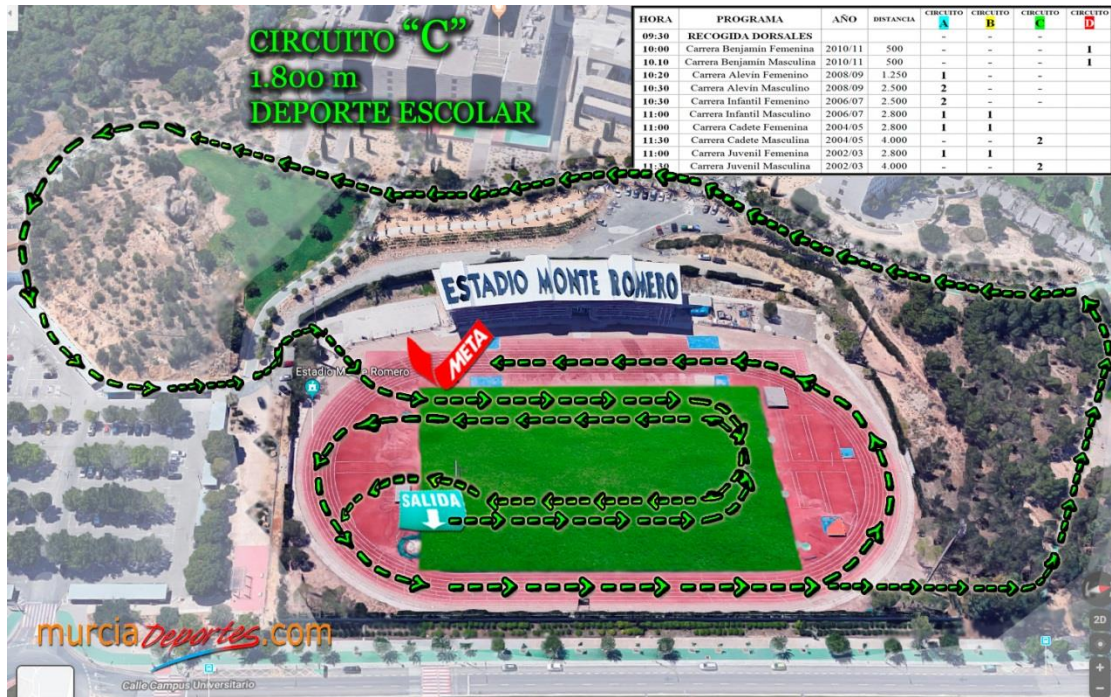 CIRCUITO "C"
1.800 m
DEPORTE ESCOLAR
HORA PROGRAMA AÑO DISTANCIA CIRCUITO A CIRCUITO B CIRCUITO C CIRCUITO D
09:30 RECOGIDA DORSALES - - -
10:00 Carrera Benjamín Femenina 2010/11 500 - - - 1
10.10 Carrera Benjamín Masculina 2010/11 500 - - - 1
10:20 Carrera Alevín Femenino 2008/09 1.250 1 - -
10:30 Carrera Alevín Masculino 2008/09 2.500 2 - -
10:30 Carrera Infantil Femenino 2006/07 2.500 2 - -
11:00 Carrera Infantil Masculino 2006/07 2.800 1 1
11:00 Carrera Cadete Femenina 2004/05 2.800 1 1
11:30 Carrera Cadete Masculina 2004/05 4.000 - - 2
11:00 Carrera Juvenil Femenina 2002/03 2.800 1 1
11:30 Carrera Juvenil Masculina 2002/03 4.000 - - 2
ESTADIO MONTE ROMERO
META
Estadio Romero
SALIDA
murciaDeportes.com
2D
Calle Campus Universitario